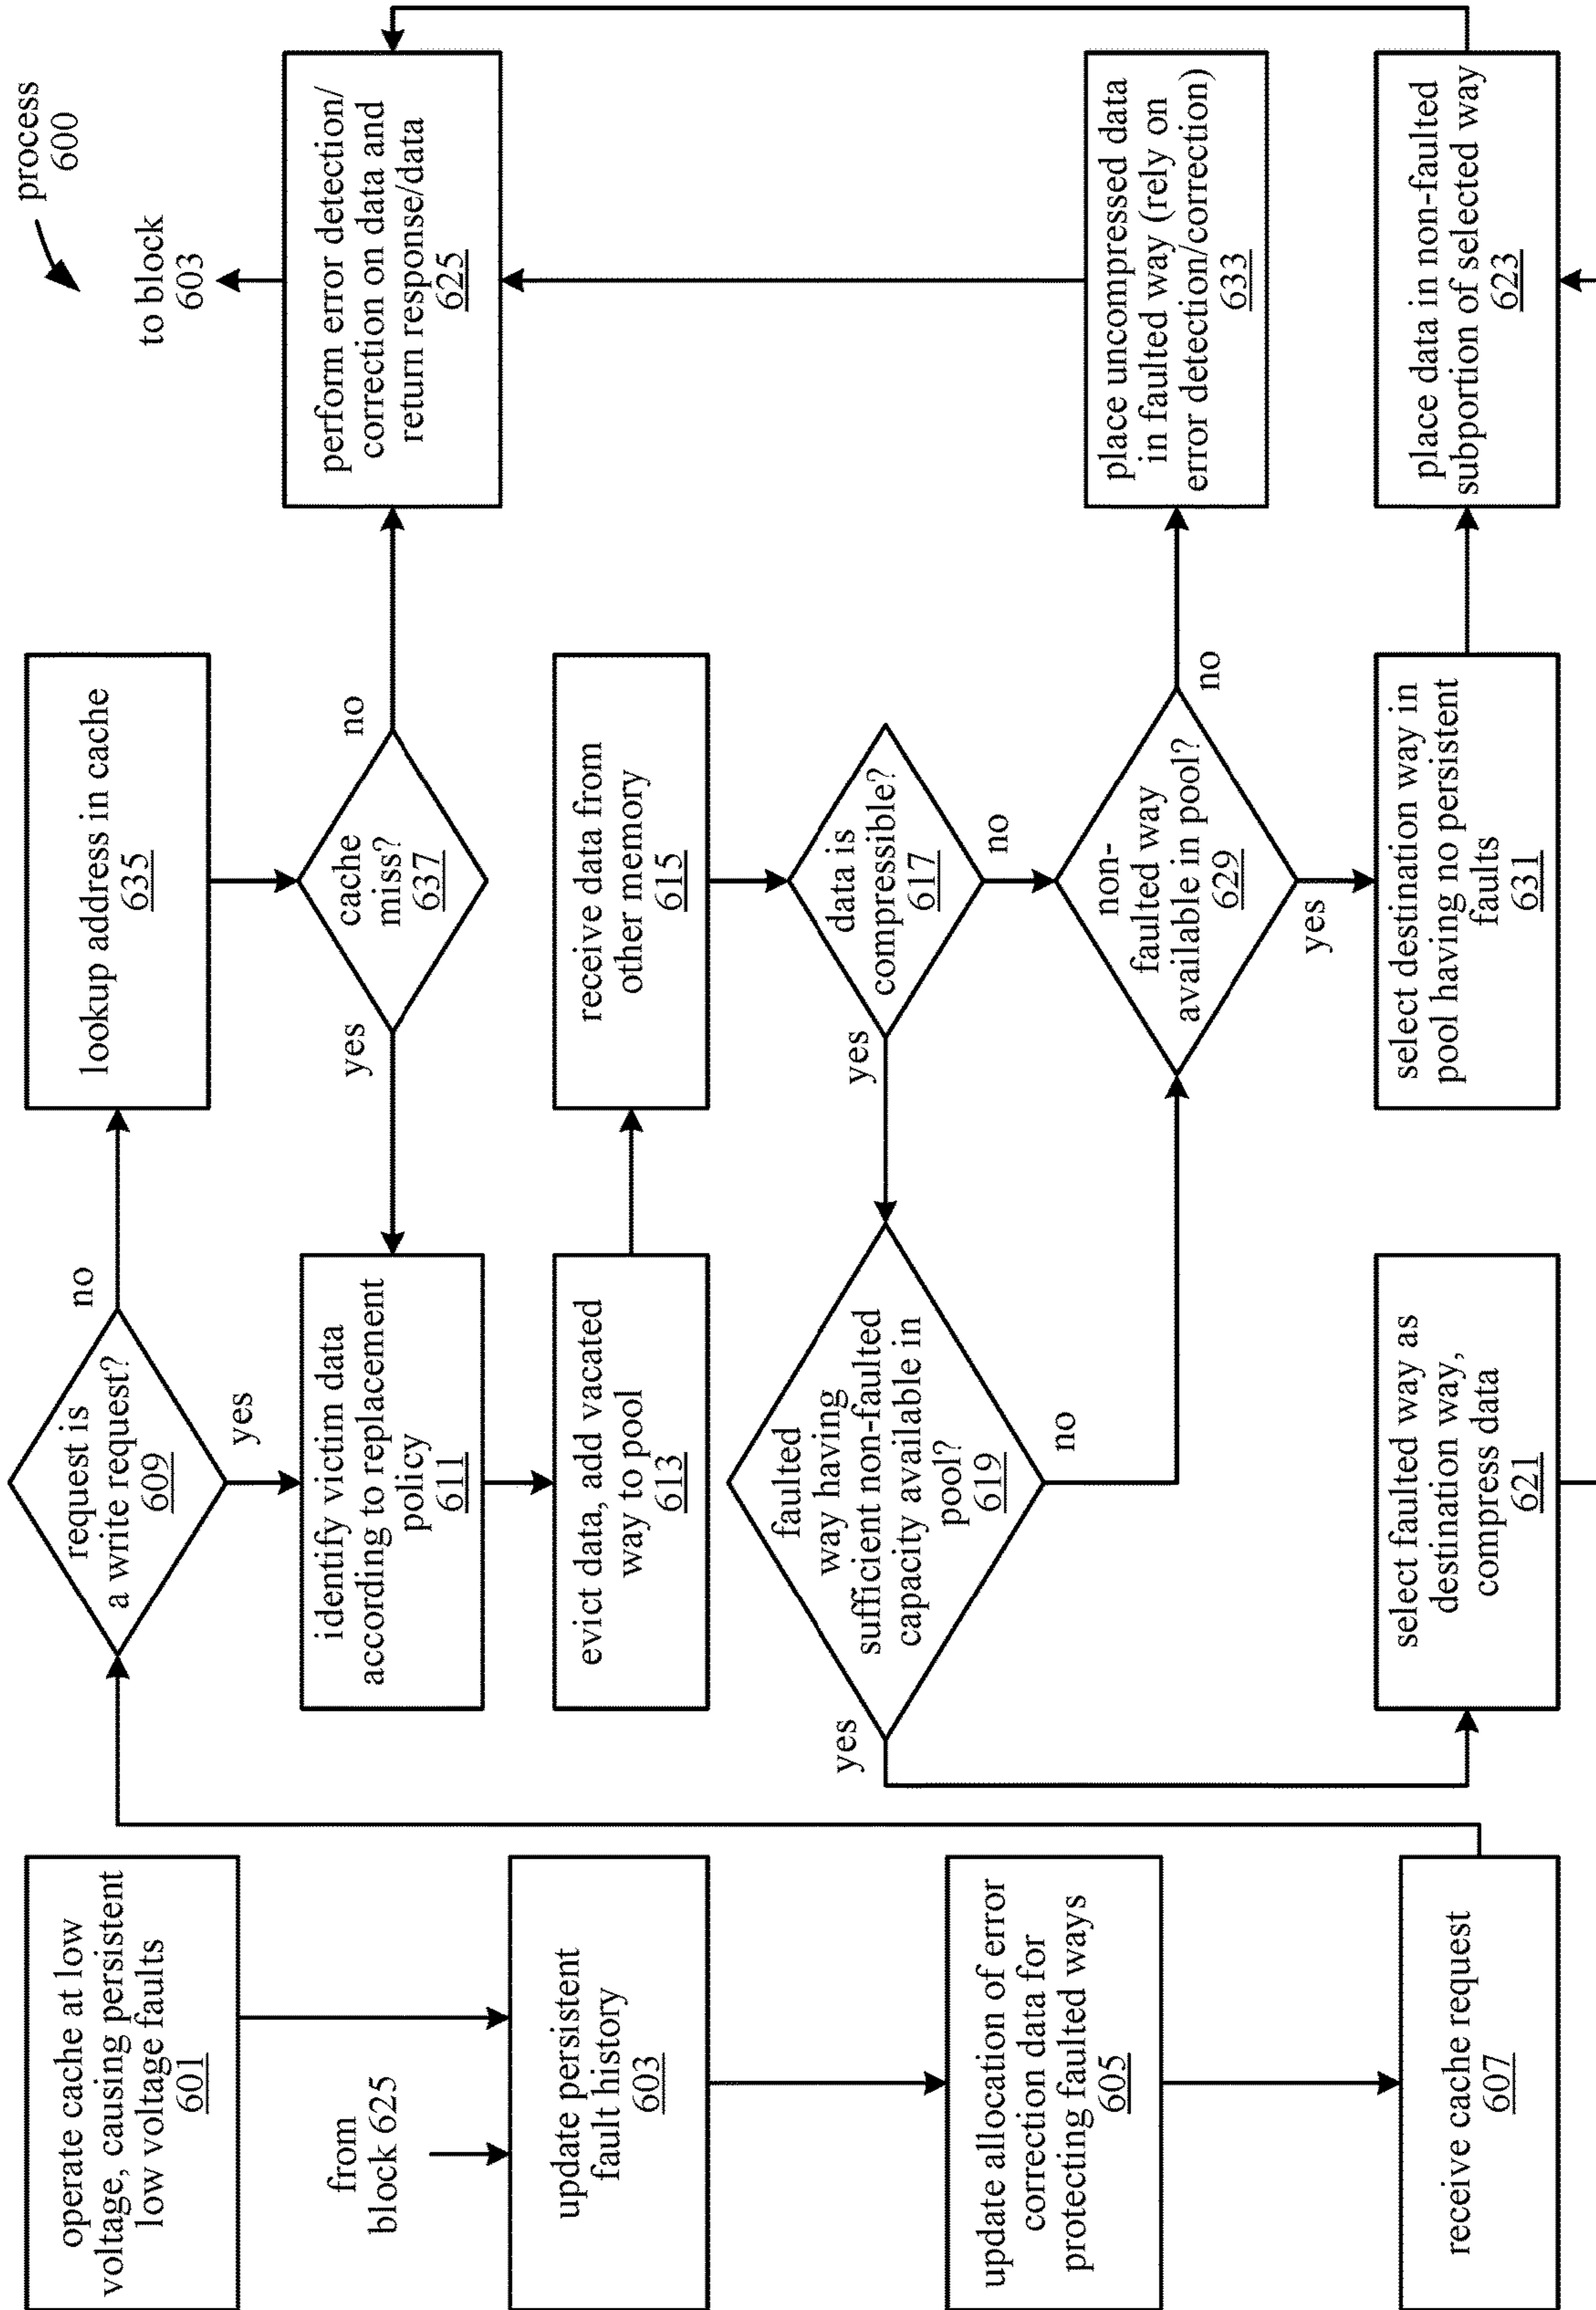 process
600
operate cache at low
voltage, causing persistent
low voltage faults
601
from
block 625
update persistent
fault history
603
update allocation of error
correction data for
protecting faulted ways
605
receive cache request
607
request is
a write request?
609
no
yes
lookup address in cache
635
cache
miss?
637
no
yes
identify victim data
according to replacement
policy
611
evict data, add vacated
way to pool
613
receive data from
other memory
615
data is
compressible?
617
yes
no
faulted
way having
sufficient non-faulted
capacity available in
pool?
619
yes
no
select faulted way as
destination way,
compress data
621
non-
faulted way
available in pool?
629
no
yes
select destination way in
pool having no persistent
faults
631
place uncompressed data
in faulted way (rely on
error detection/correction)
633
place data in non-faulted
subportion of selected way
623
perform error detection/
correction on data and
return response/data
625
to block
603